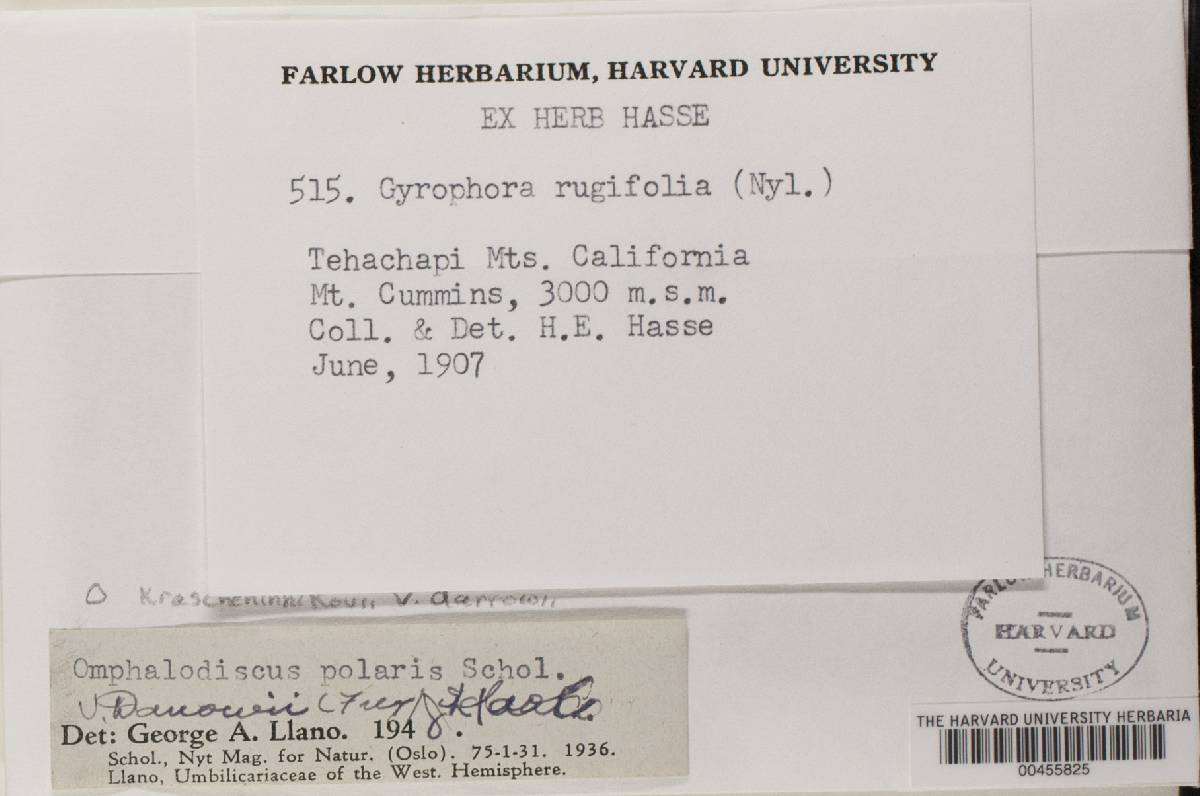 FARLOW HERBARIUM, HARVARD UNIVERSITY
EX HERB HASSE
515. Gyrophora rugifolia (Nyl.)
Tehachapi Mts. California
Mt. Cummins, 3000 m.s.m.
Coll. & Det. H.E. Hasse
June, 1907
O Krascheninnikovii v.
Omphalodiscus polaris Schol.
Det: George A. Llano. 1948.
Schol., Nyt Mag. for Natur. (Oslo). 75-1-31. 1936.
Llano, Umbilicariaceae of the West. Hemisphere.
FARLOW HERBARIUM
HARVARD
UNIVERSITY
THE HARVARD UNIVERSITY HERBARIA
00455825